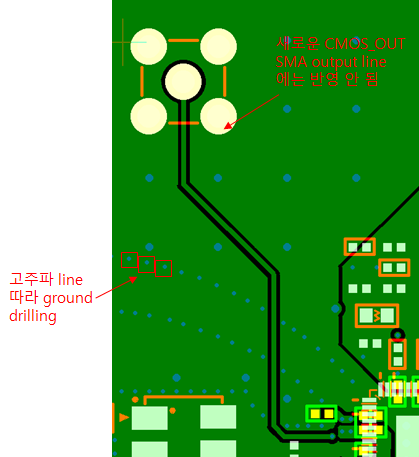 새로운 CMOS_OUT
SMA output line
에는 반영 안 됨
고주파 line
따라 ground
drilling